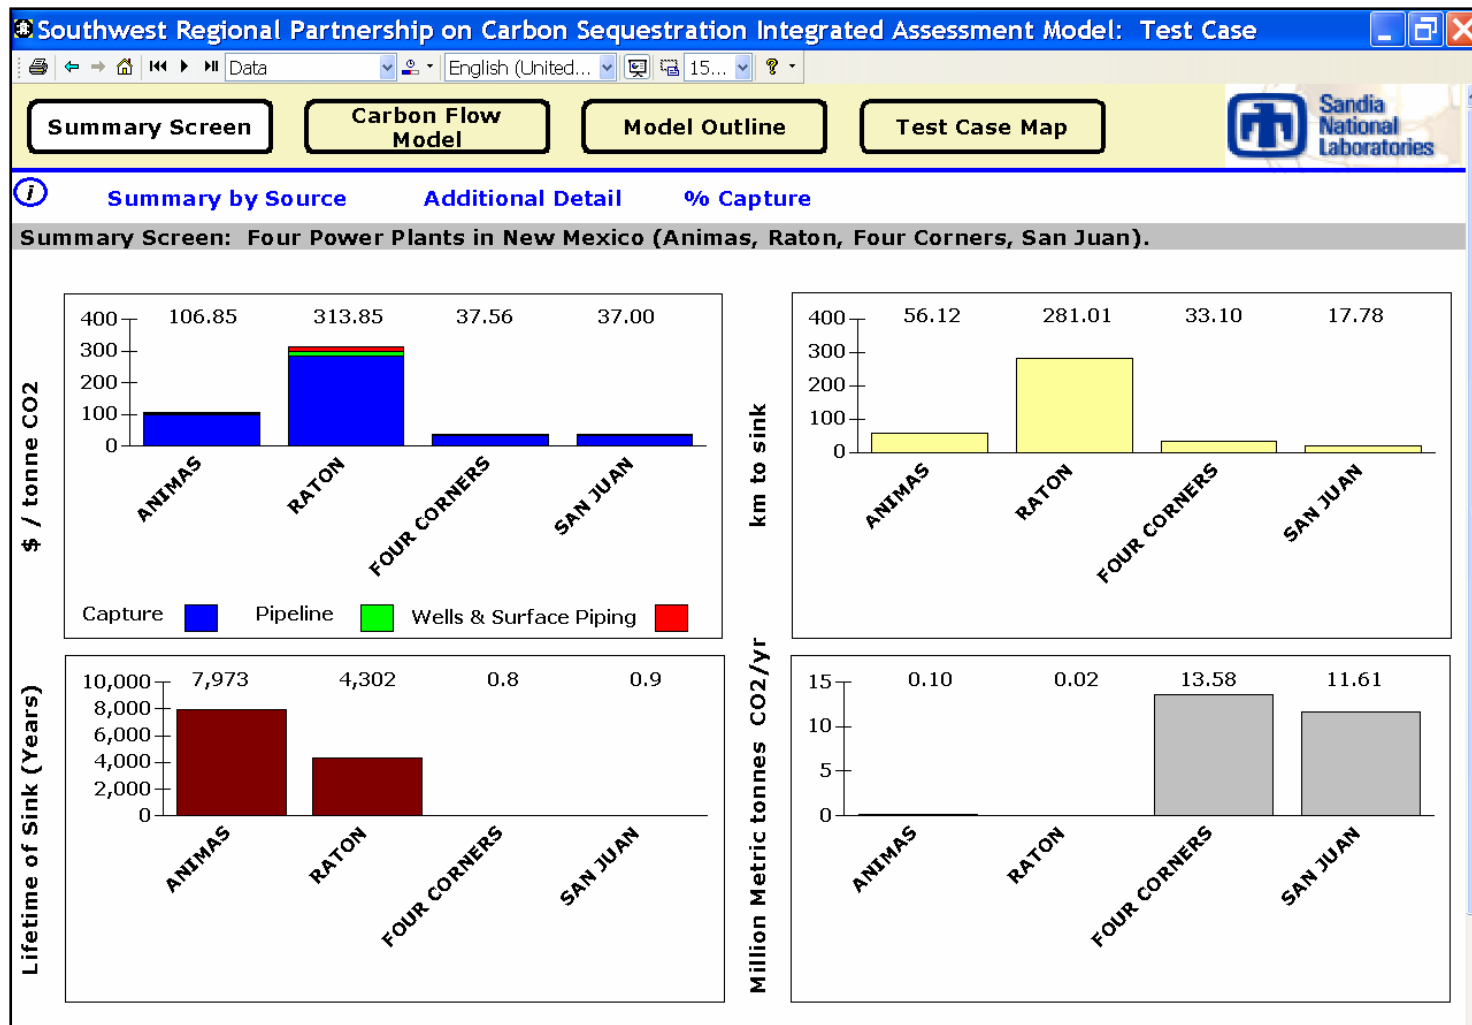 Southwest Regional Partnership on Carbon Sequestration Integrated Assessment Model: Test Case
Data English (United... 15...
Summary Screen
Carbon Flow
Model
Model Outline
Test Case Map
Sandia
National
Laboratories
i Summary by Source Additional Detail % Capture
Summary Screen: Four Power Plants in New Mexico (Animas, Raton, Four Corners, San Juan).
$ / tonne CO2
106.85 313.85 37.56 37.00
400
300
200
100
0
ANIMAS
RATON
FOUR CORNERS
SAN JUAN
Capture Pipeline Wells & Surface Piping
km to sink
56.12 281.01 33.10 17.78
400
300
200
100
0
ANIMAS
RATON
FOUR CORNERS
SAN JUAN
Lifetime of Sink (Years)
7,973 4,302 0.8 0.9
10,000
8,000
6,000
4,000
2,000
0
ANIMAS
RATON
FOUR CORNERS
SAN JUAN
Million Metric tonnes CO2/yr
0.10 0.02 13.58 11.61
15
10
5
0
ANIMAS
RATON
FOUR CORNERS
SAN JUAN